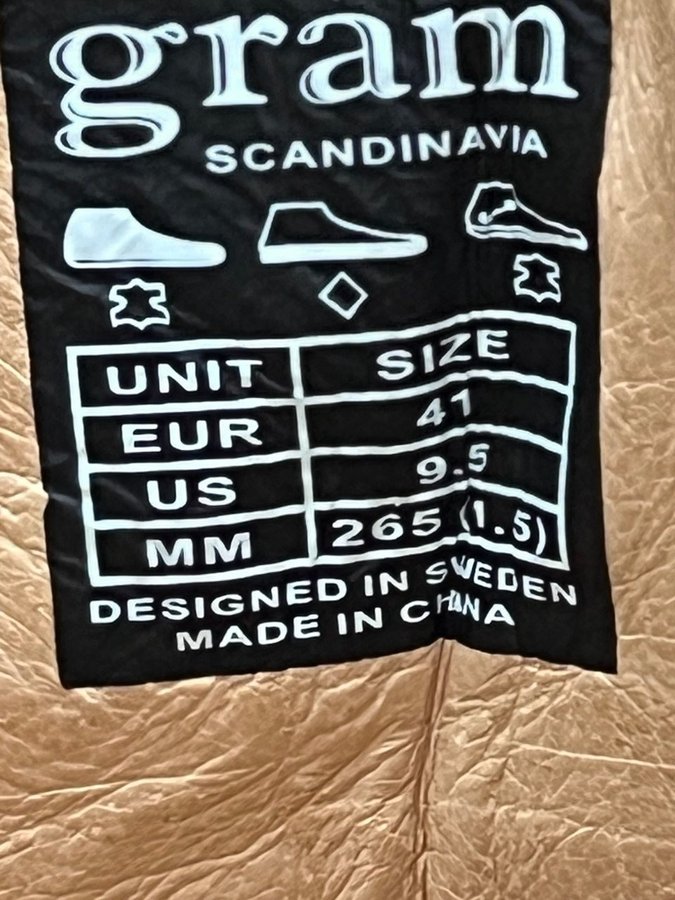 gram
SCANDINAVIA
UNIT SIZE
EUR 41
US 9.5
MM 265 (1.5)
DESIGNED IN SWEDEN
MADE IN CHINA